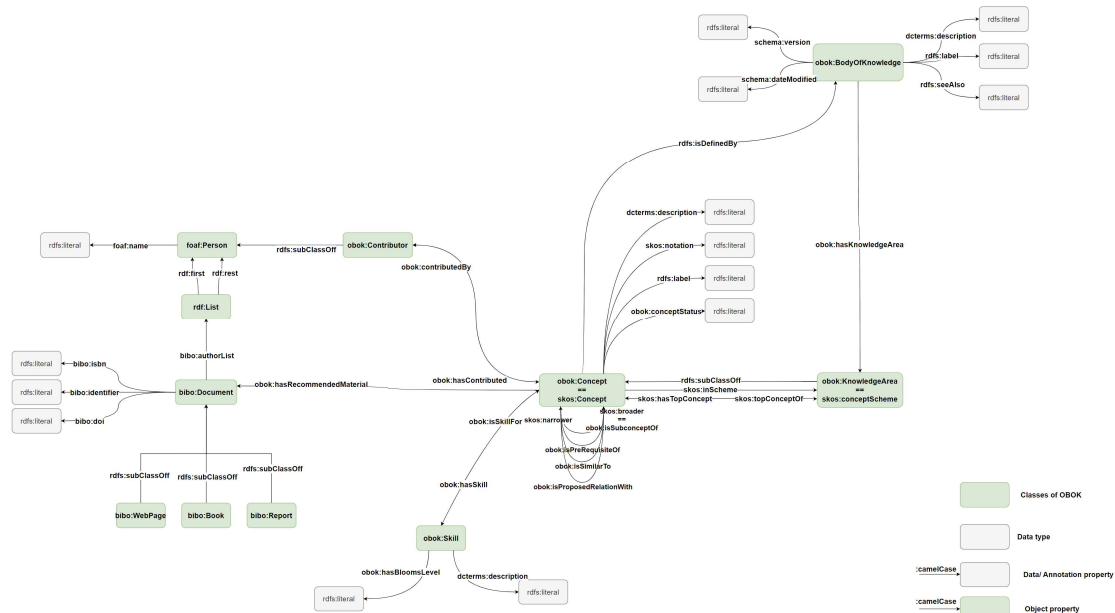 rdfs:literal
dcterms:description
rdfs:literal
schema:version
obok:BodyOfKnowledge
rdfs:label
rdfs:literal
schema:dateModified
rdfs:literal
rdfs:seeAlso
rdfs:literal
rdfs:isDefinedBy
dcterms:description
rdfs:literal
rdfs:literal
foaf:name
foaf:Person
rdfs:subClassOff
obok:Contributor
skos:notation
rdfs:literal
obok:hasKnowledgeArea
obok:contributedBy
rdf:first
rdf:rest
rdfs:label
rdfs:literal
rdf:List
obok:conceptStatus
rdfs:literal
bibo:authorList
rdfs:literal
bibo:isbn
rdfs:literal
bibo:identifier
bibo:Document
obok:hasRecommendedMaterial
obok:hasContributed
obok:Concept
==
skos:Concept
rdfs:subClassOff
skos:inScheme
skos:hasTopConcept
skos:topConceptOf
obok:KnowledgeArea
==
skos:conceptScheme
rdfs:literal
bibo:doi
obok:isSkillFor
skos:narrower
skos:broader
==
obok:isSubconceptOf
obok:isPreRequisiteOf
obok:isSimilarTo
obok:isProposedRelationWith
rdfs:subClassOff
rdfs:subClassOff
rdfs:subClassOff
obok:hasSkill
bibo:WebPage
bibo:Book
bibo:Report
obok:Skill
obok:hasBloomsLevel
dcterms:description
rdfs:literal
rdfs:literal
Classes of OBOK
Data type
:camelCase
Data/ Annotation property
:camelCase
Object property